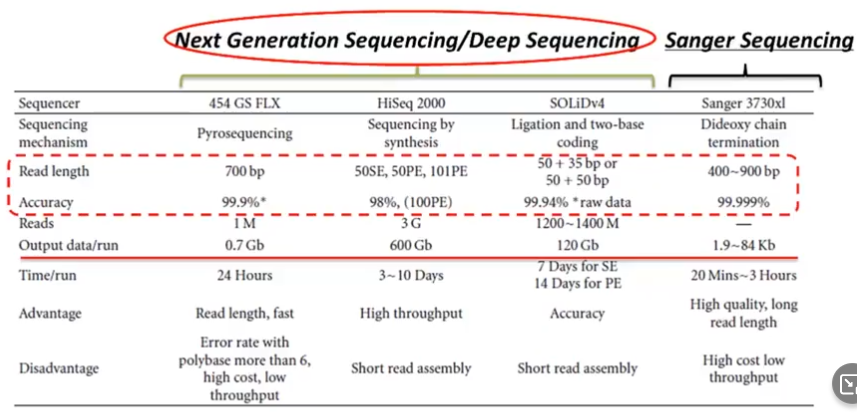 Next Generation Sequencing/Deep Sequencing Sanger Sequencing
Sequencer 454 GS FLX HiSeq 2000 SOLiDv4 Sanger 3730xl
Sequencing mechanism Pyrosequencing Sequencing by synthesis Ligation and two-base coding Dideoxy chain termination
Read length 700 bp 50SE, 50PE, 101PE 50 + 35 bp or 50 + 50 bp 400~900 bp
Accuracy 99.9%* 98%, (100PE) 99.94% *raw data 99.999%
Reads 1 M 3 G 1200~1400 M —
Output data/run 0.7 Gb 600 Gb 120 Gb 1.9~84 Kb
Time/run 24 Hours 3~10 Days 7 Days for SE 14 Days for PE 20 Mins~3 Hours
Advantage Read length, fast High throughput Accuracy High quality, long read length
Disadvantage Error rate with polybase more than 6, high cost, low throughput Short read assembly Short read assembly High cost low throughput